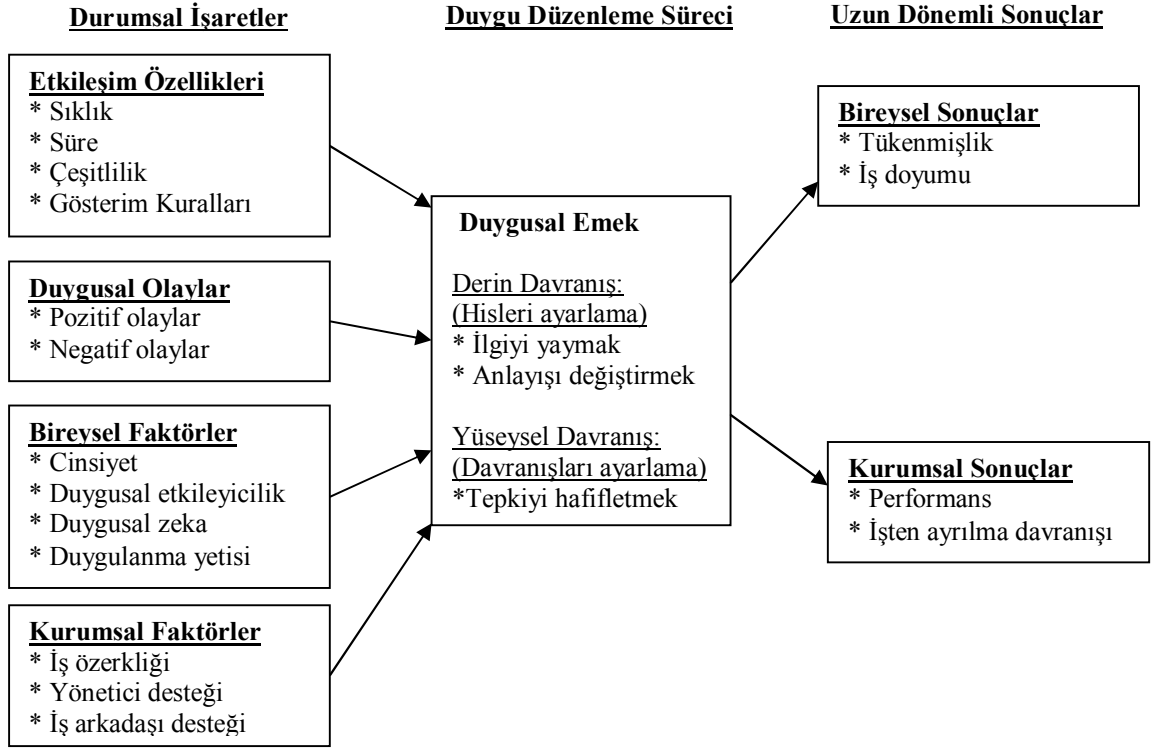 Durumsal İşaretler
Duygu Düzenleme Süreci
Uzun Dönemli Sonuçlar
Etkileşim Özellikleri
* Sıklık
* Süre
* Çeşitlilik
* Gösterim Kuralları
Duygusal Olaylar
* Pozitif olaylar
* Negatif olaylar
Bireysel Faktörler
* Cinsiyet
* Duygusal etkileyicilik
* Duygusal zeka
* Duygulanma yetisi
Kurumsal Faktörler
* İş özerkliği
* Yönetici desteği
* İş arkadaşı desteği
Duygusal Emek
Derin Davranış:
(Hisleri ayarlama)
* İlgiyi yaymak
* Anlayışı değiştirmek
Yüseysel Davranış:
(Davranışları ayarlama)
*Tepkiyi hafifletmek
Bireysel Sonuçlar
* Tükenmişlik
* İş doyumu
Kurumsal Sonuçlar
* Performans
* İşten ayrılma davranışı